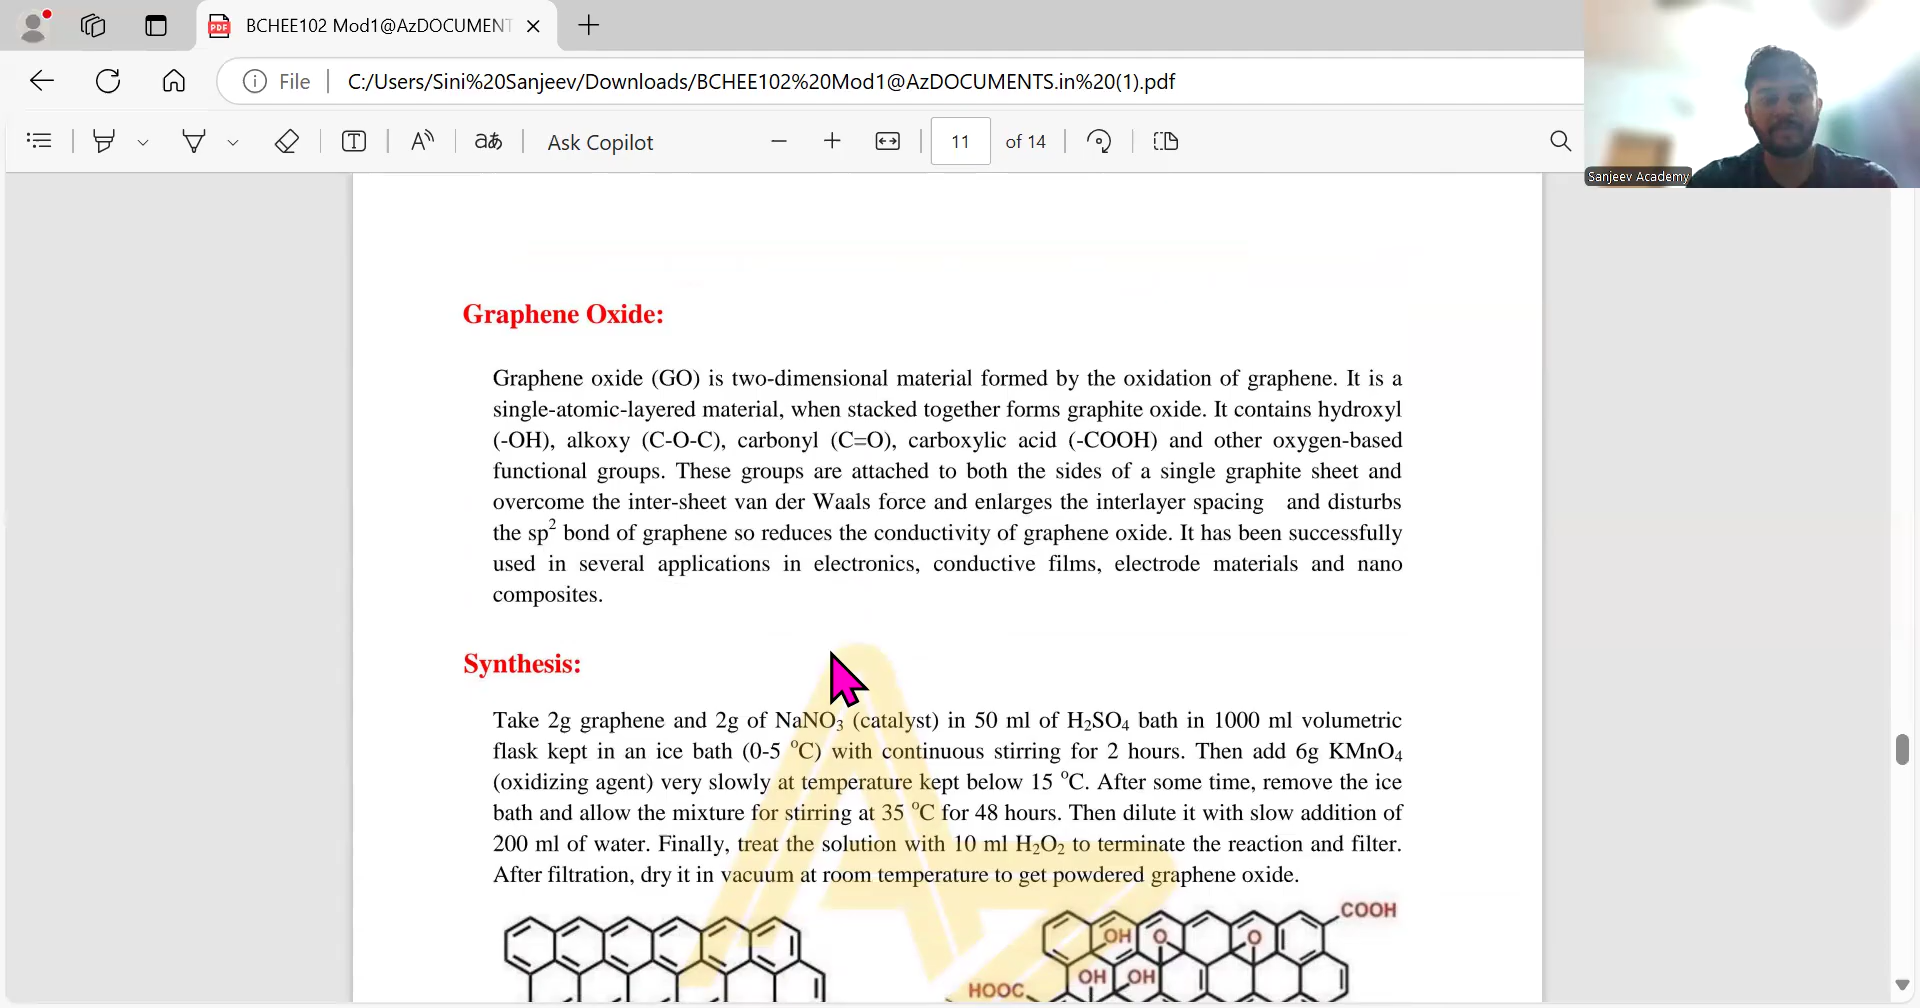 BCHEE102 Mod1@AzDOCUMENT
File
C:/Users/Sini%20Sanjeev/Downloads/BCHEE102%20Mod1@AzDOCUMENTS.in%20(1).pdf
Ask Copilot
11 of 14
Sanjeev Academy
Graphene Oxide:
Graphene oxide (GO) is two-dimensional material formed by the oxidation of graphene. It is a
single-atomic-layered material, when stacked together forms graphite oxide. It contains hydroxyl
(-OH), alkoxy (C-O-C), carbonyl (C=O), carboxylic acid (-COOH) and other oxygen-based
functional groups. These groups are attached to both the sides of a single graphite sheet and
overcome the inter-sheet van der Waals force and enlarges the interlayer spacing and disturbs
the sp² bond of graphene so reduces the conductivity of graphene oxide. It has been successfully
used in several applications in electronics, conductive films, electrode materials and nano
composites.
Synthesis:
Take 2g graphene and 2g of NaNO₃ (catalyst) in 50 ml of H₂SO₄ bath in 1000 ml volumetric
flask kept in an ice bath (0-5 °C) with continuous stirring for 2 hours. Then add 6g KMnO₄
(oxidizing agent) very slowly at temperature kept below 15 °C. After some time, remove the ice
bath and allow the mixture for stirring at 35 °C for 48 hours. Then dilute it with slow addition of
200 ml of water. Finally, treat the solution with 10 ml H₂O₂ to terminate the reaction and filter.
After filtration, dry it in vacuum at room temperature to get powdered graphene oxide.
COOH
OH O O
OH OH
HOOC